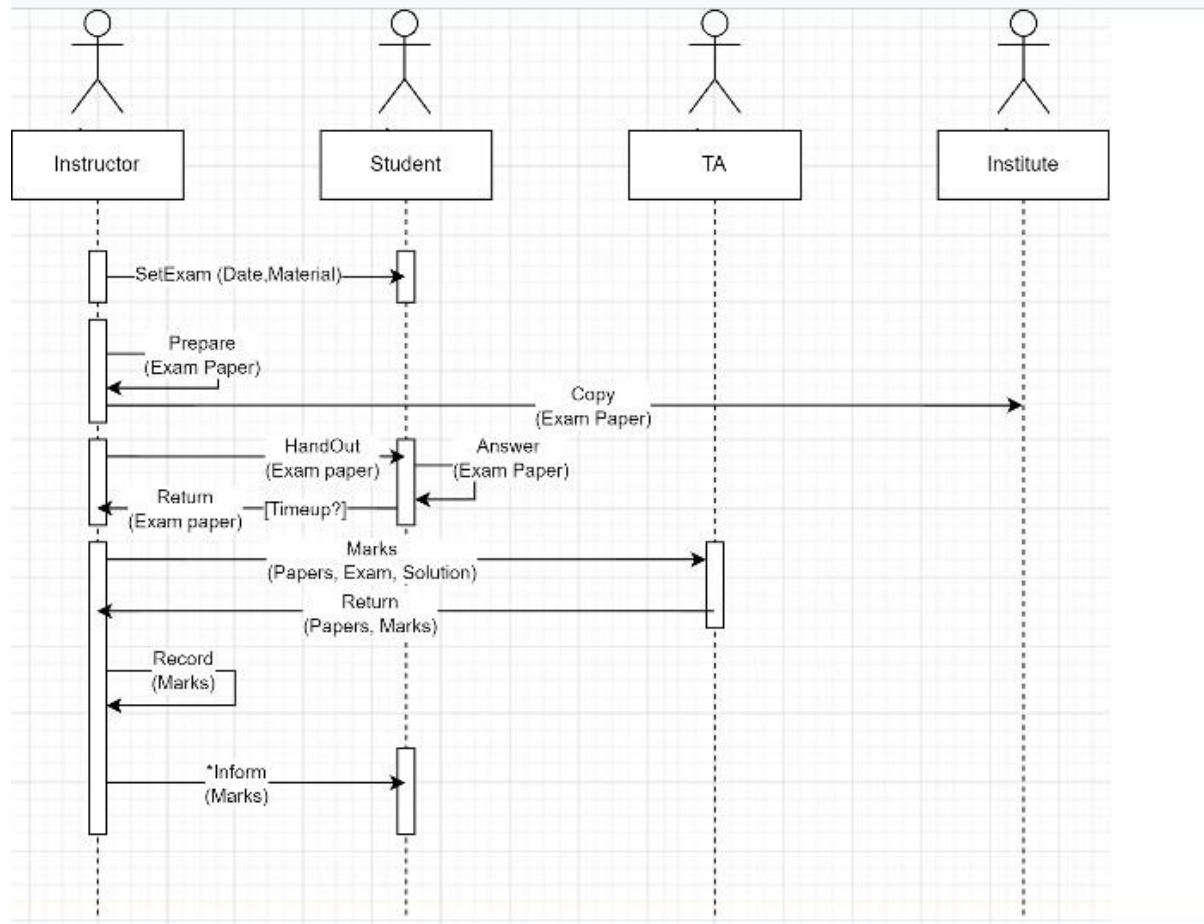 Instructor
Student
TA
Institute
SetExam (Date,Material)
Prepare
(Exam Paper)
Copy
(Exam Paper)
HandOut
(Exam paper)
Answer
(Exam Paper)
Return
(Exam paper)
[Timeup?]
Marks
(Papers, Exam, Solution)
Return
(Papers, Marks)
Record
(Marks)
*Inform
(Marks)